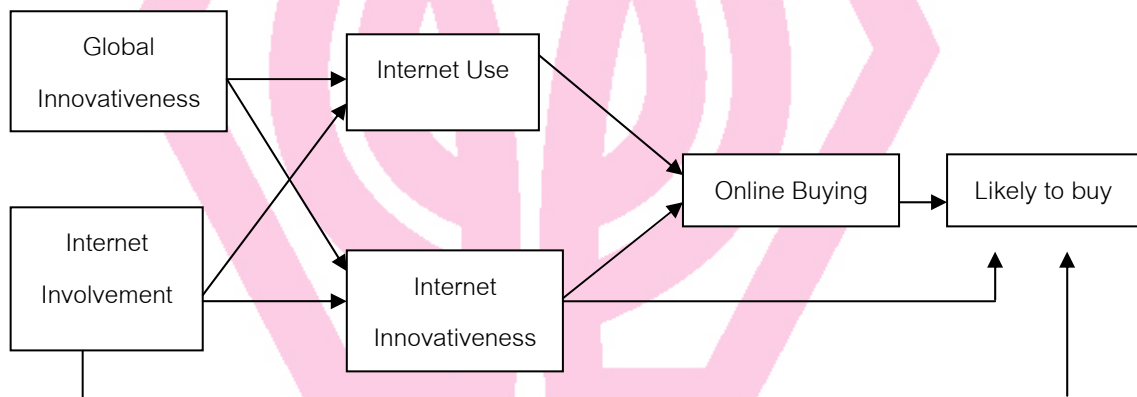 Global
Innovativeness
Internet Use
Online Buying
Likely to buy
Internet
Involvement
Internet
Innovativeness